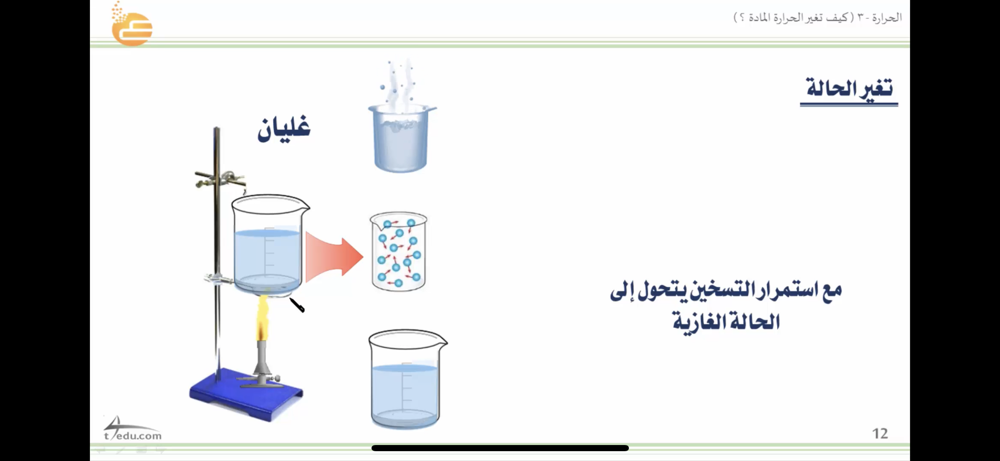 الحرارة - ٣ ( كيف تغير الحرارة المادة ؟ )
تغير الحالة
غليان
مع استمرار التسخين يتحول إلى
الحالة الغازية
t4edu.com
12